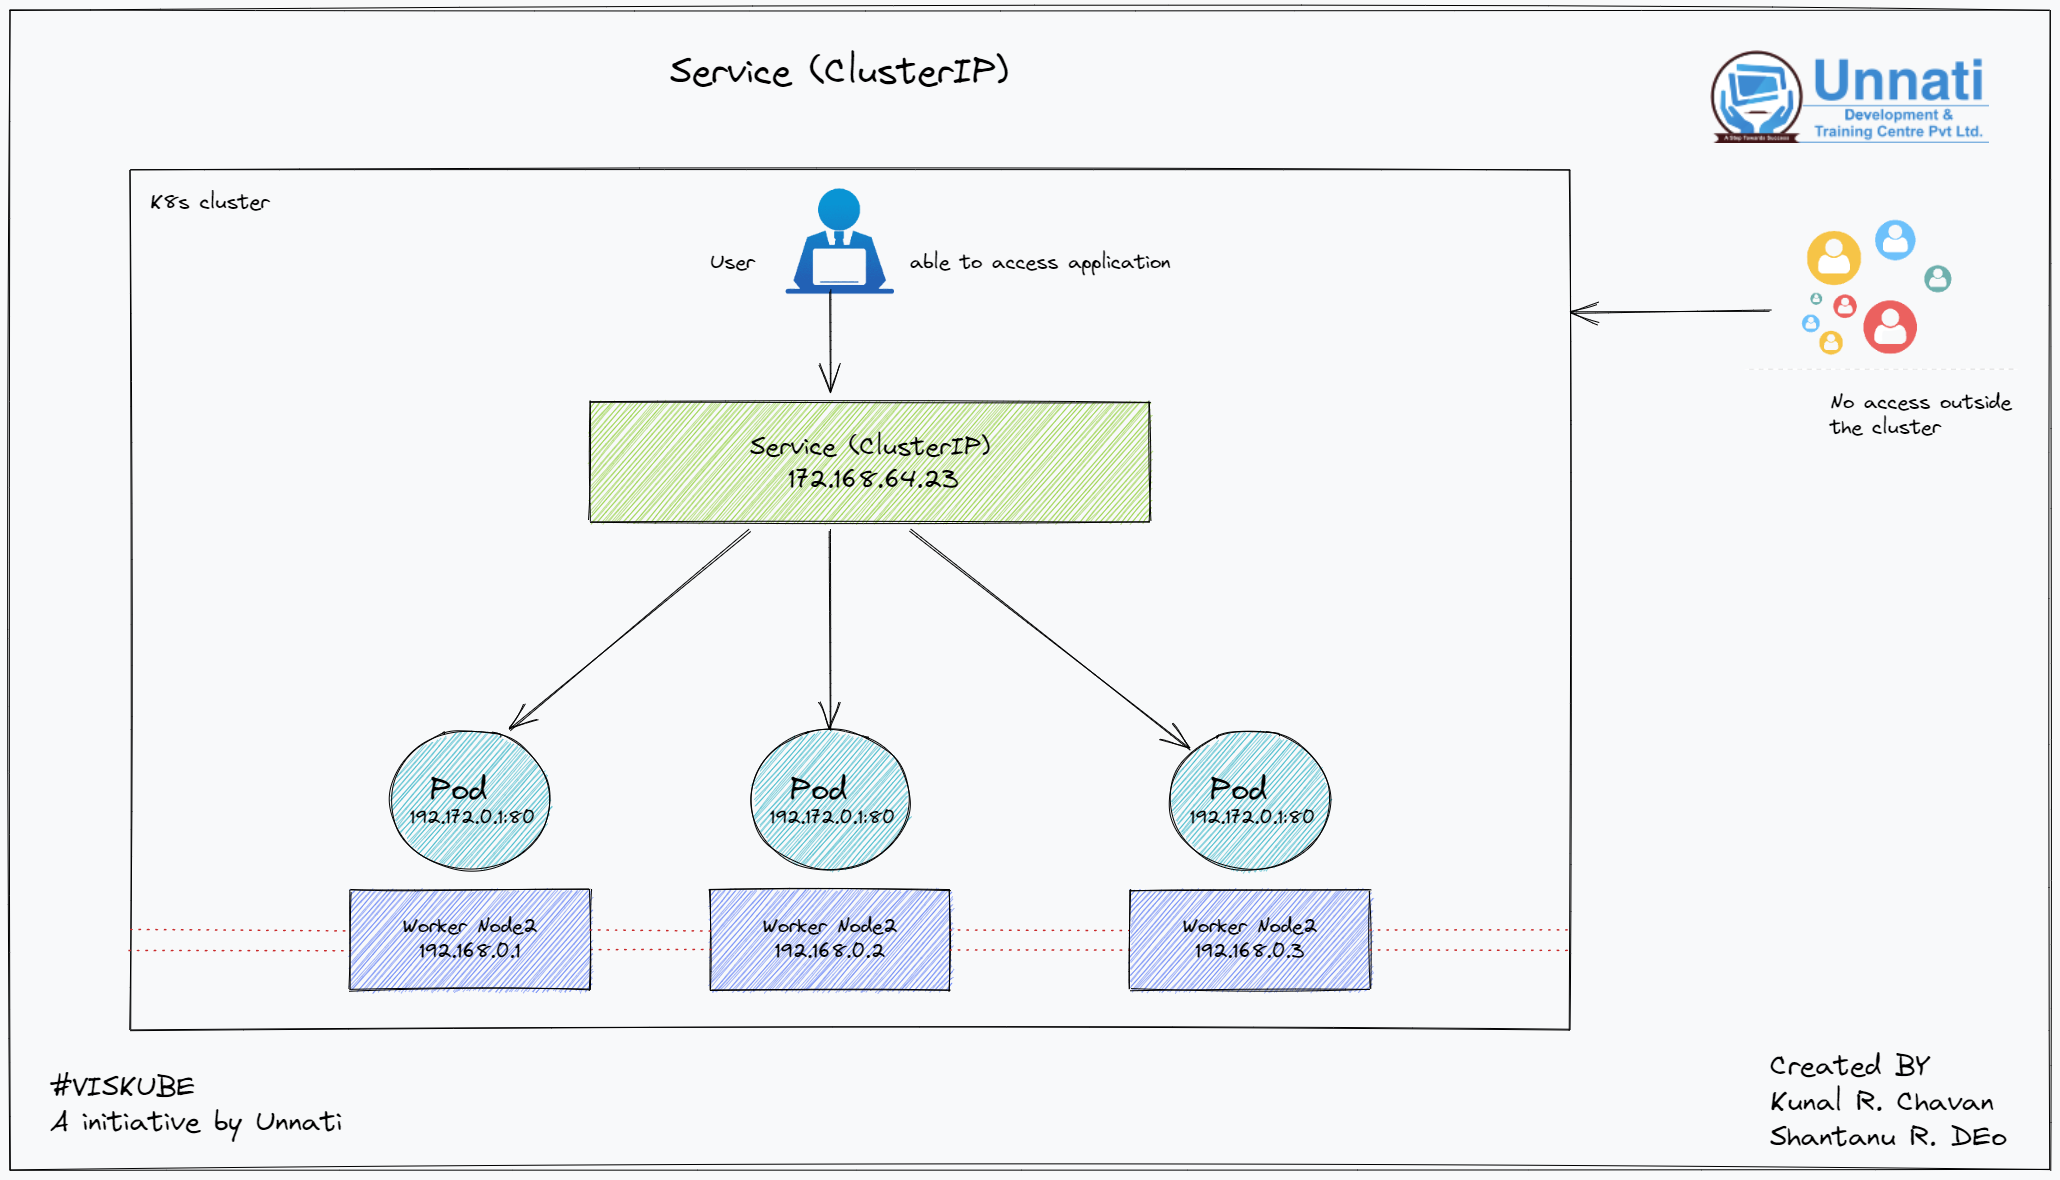 Service (ClusterIP)
Unnati
Development &
Training Centre Pvt Ltd.
A Step Towards Success
K8s cluster
User
able to access application
No access outside
the cluster
Service (ClusterIP)
172.168.64.23
Pod
192.172.0.1:80
Pod
192.172.0.1:80
Pod
192.172.0.1:80
Worker Node2
192.168.0.1
Worker Node2
192.168.0.2
Worker Node2
192.168.0.3
#VISKUBE
A initiative by Unnati
Created BY
Kunal R. Chavan
Shantanu R. DEo